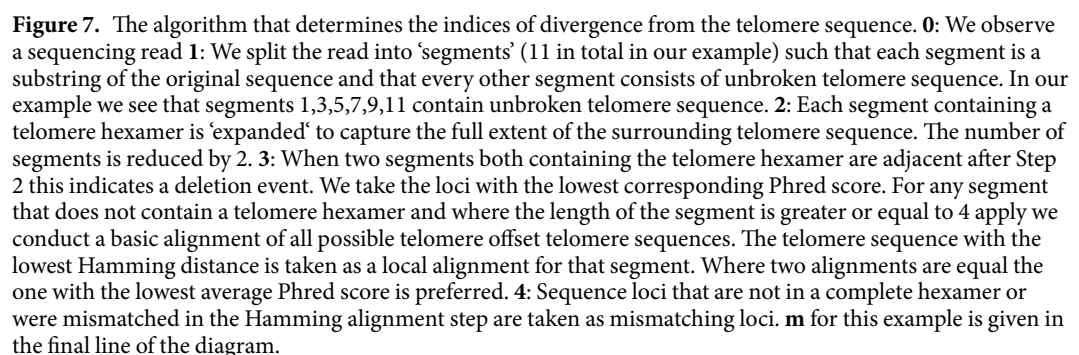 Figure 7. The algorithm that determines the indices of divergence from the telomere sequence. 0: We observe
a sequencing read 1: We split the read into ‘segments’ (11 in total in our example) such that each segment is a
substring of the original sequence and that every other segment consists of unbroken telomere sequence. In our
example we see that segments 1,3,5,7,9,11 contain unbroken telomere sequence. 2: Each segment containing a
telomere hexamer is ‘expanded‘ to capture the full extent of the surrounding telomere sequence. The number of
segments is reduced by 2. 3: When two segments both containing the telomere hexamer are adjacent after Step
2 this indicates a deletion event. We take the loci with the lowest corresponding Phred score. For any segment
that does not contain a telomere hexamer and where the length of the segment is greater or equal to 4 apply we
conduct a basic alignment of all possible telomere offset telomere sequences. The telomere sequence with the
lowest Hamming distance is taken as a local alignment for that segment. Where two alignments are equal the
one with the lowest average Phred score is preferred. 4: Sequence loci that are not in a complete hexamer or
were mismatched in the Hamming alignment step are taken as mismatching loci. m for this example is given in
the final line of the diagram.